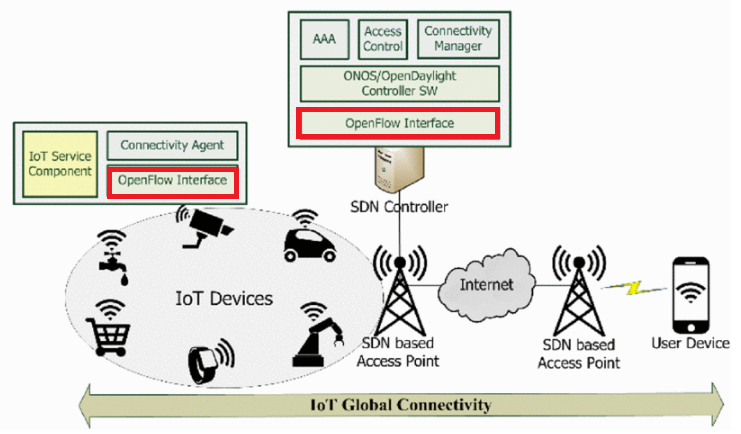 AAA
Access
Control
Connectivity
Manager
ONOS/OpenDaylight
Controller SW
OpenFlow Interface
IoT Service
Component
Connectivity Agent
OpenFlow Interface
SDN Controller
IoT Devices
Internet
SDN based
Access Point
SDN based
Access Point
User Device
IoT Global Connectivity